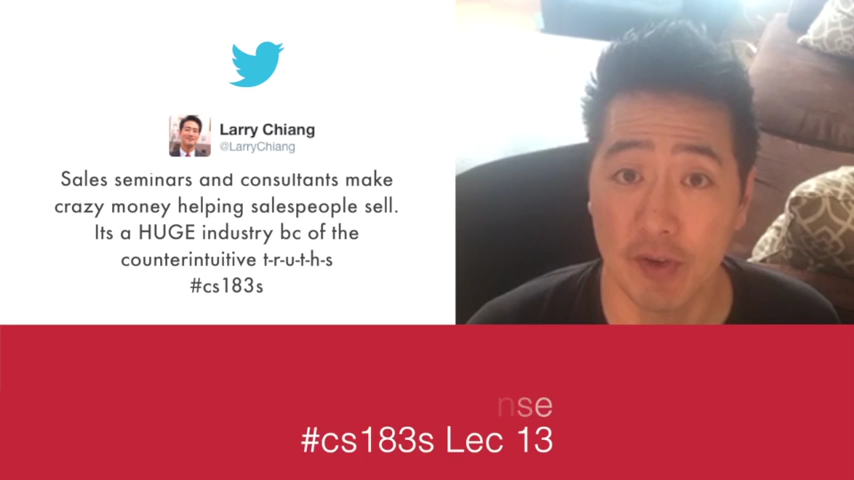 Larry Chiang
@LarryChiang
Sales seminars and consultants make
crazy money helping salespeople sell.
Its a HUGE industry bc of the
counterintuitive t-r-u-t-h-s
#cs183s
nse
#cs183s Lec 13